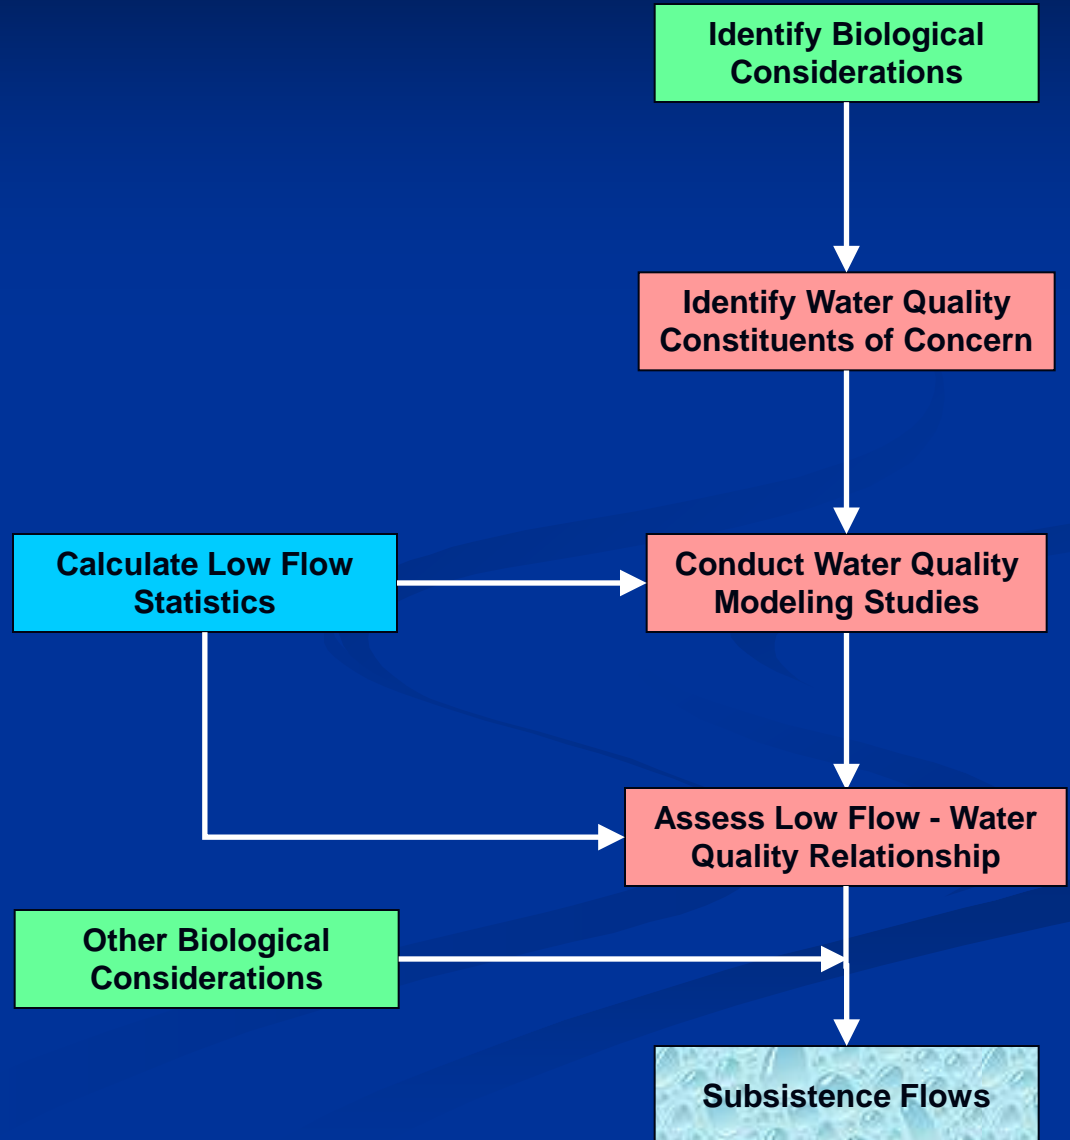 Identify Biological
Considerations
Identify Water Quality
Constituents of Concern
Calculate Low Flow
Statistics
Conduct Water Quality
Modeling Studies
Assess Low Flow - Water
Quality Relationship
Other Biological
Considerations
Subsistence Flows